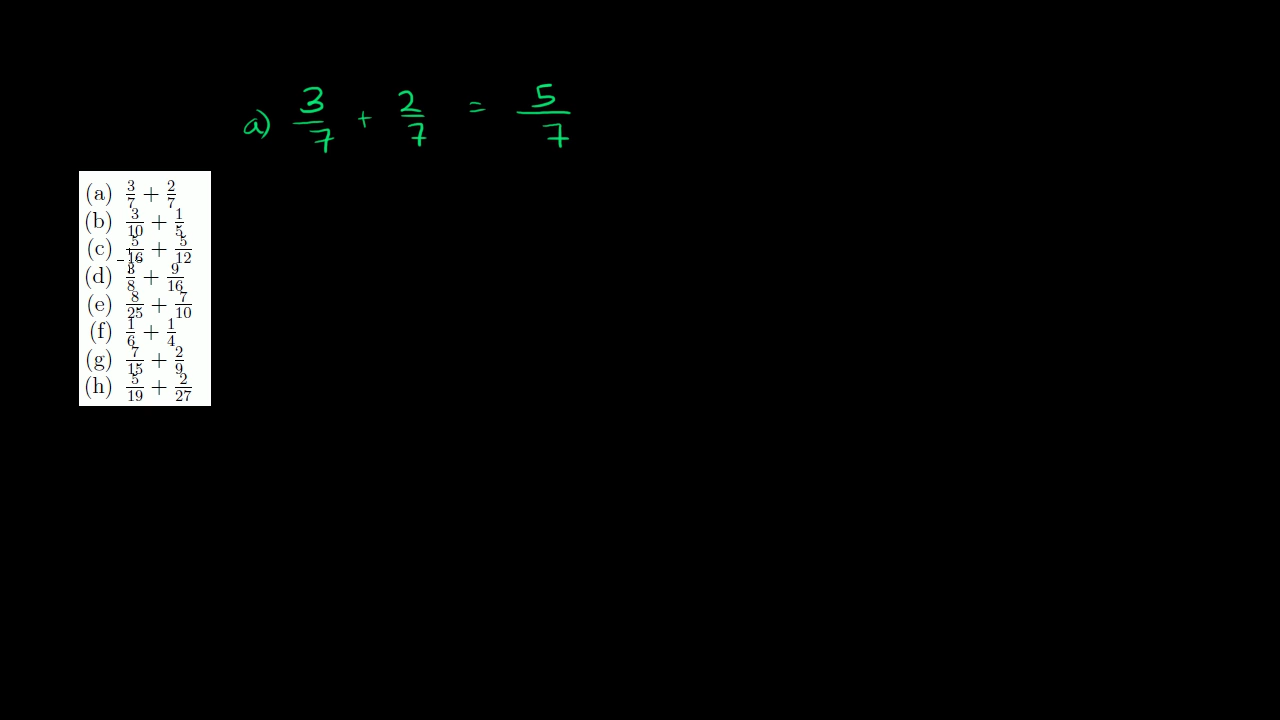 a) 3/7 + 2/7 = 5/7
(a) 3/7 + 2/7
(b) 3/10 + 1/5
(c) 5/16 + 5/12
(d) 3/8 + 9/16
(e) 8/25 + 7/10
(f) 1/6 + 1/4
(g) 7/15 + 2/9
(h) 5/19 + 2/27